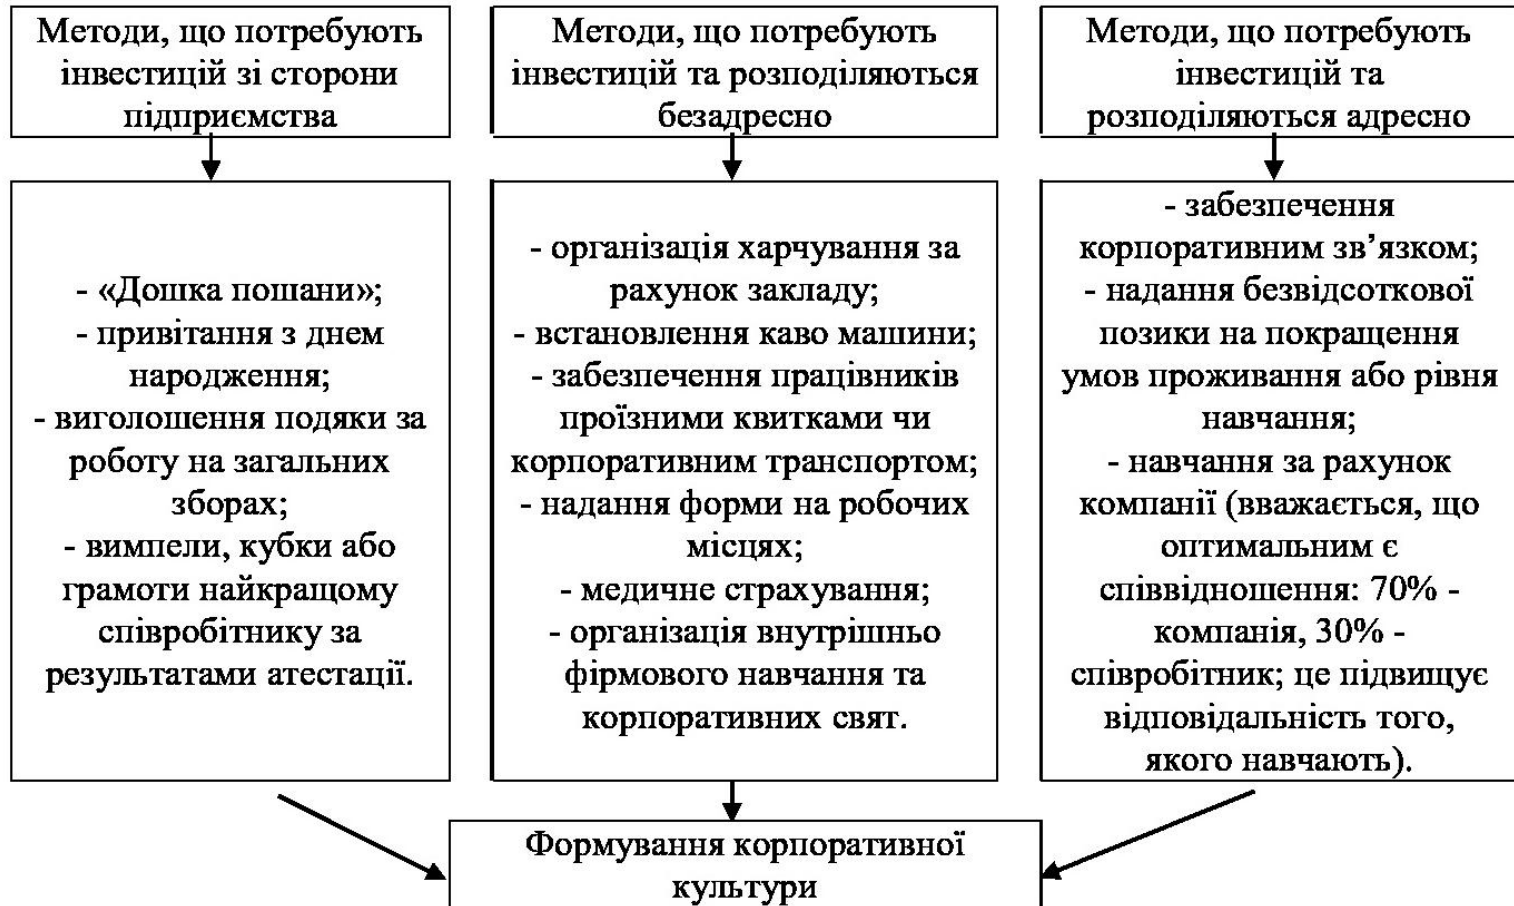 Методи, що потребують
інвестицій зі сторони
підприємства
Методи, що потребують
інвестицій та розподіляються
безадресно
Методи, що потребують
інвестицій та
розподіляються адресно
- «Дошка пошани»;
- привітання з днем
народження;
- виголошення подяки за
роботу на загальних
зборах;
- вимпели, кубки або
грамоти найкращому
співробітнику за
результатами атестації.
- організація харчування за
рахунок закладу;
- встановлення каво машини;
- забезпечення працівників
проїзними квитками чи
корпоративним транспортом;
- надання форми на робочих
місцях;
- медичне страхування;
- організація внутрішньо
фірмового навчання та
корпоративних свят.
- забезпечення
корпоративним зв’язком;
- надання безвідсоткової
позики на покращення
умов проживання або рівня
навчання;
- навчання за рахунок
компанії (вважається, що
оптимальним є
співвідношення: 70% -
компанія, 30% -
співробітник; це підвищує
відповідальність того,
якого навчають).
Формування корпоративної
культури